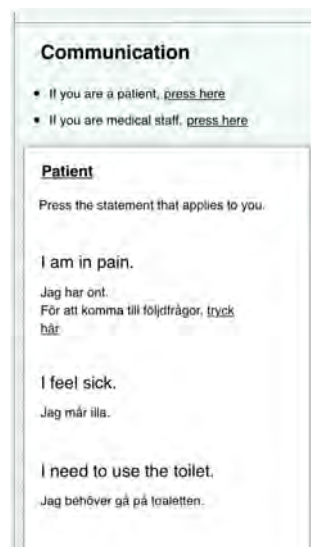 Communication
• If you are a patient, press here
• If you are medical staff, press here
Patient
Press the statement that applies to you.
I am in pain.
Jag har ont.
För att komma till följdfrågor, tryck
här
I feel sick.
Jag mår illa.
I need to use the toilet.
Jag behöver gå på toaletten.